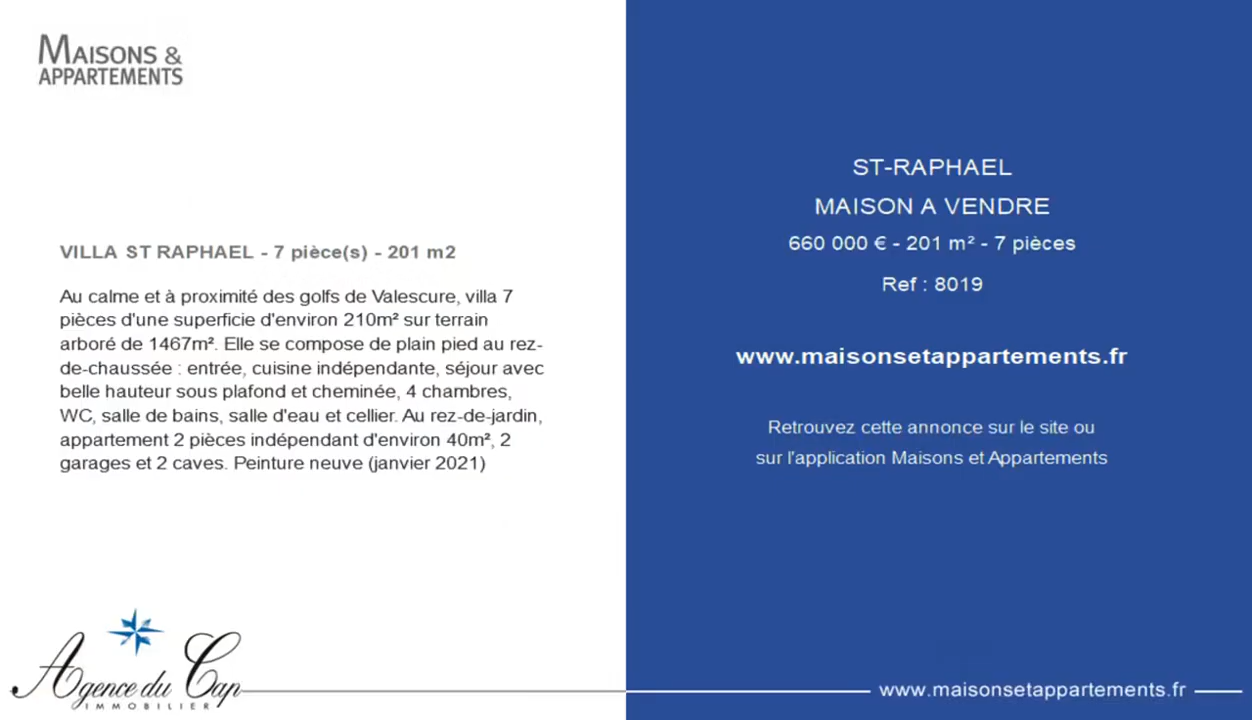 MAISONS &
APPARTEMENTS
VILLA ST RAPHAEL - 7 pièce(s) - 201 m2
Au calme et à proximité des golfs de Valescure, villa 7
pièces d'une superficie d'environ 210m² sur terrain
arboré de 1467m². Elle se compose de plain pied au rez-
de-chaussée : entrée, cuisine indépendante, séjour avec
belle hauteur sous plafond et cheminée, 4 chambres,
WC, salle de bains, salle d'eau et cellier. Au rez-de-jardin,
appartement 2 pièces indépendant d'environ 40m², 2
garages et 2 caves. Peinture neuve (janvier 2021)
Agence du Cap
IMMOBILIER
ST-RAPHAEL
MAISON A VENDRE
660 000 € - 201 m² - 7 pièces
Ref : 8019
www.maisonsetappartements.fr
Retrouvez cette annonce sur le site ou
sur l'application Maisons et Appartements
www.maisonsetappartements.fr